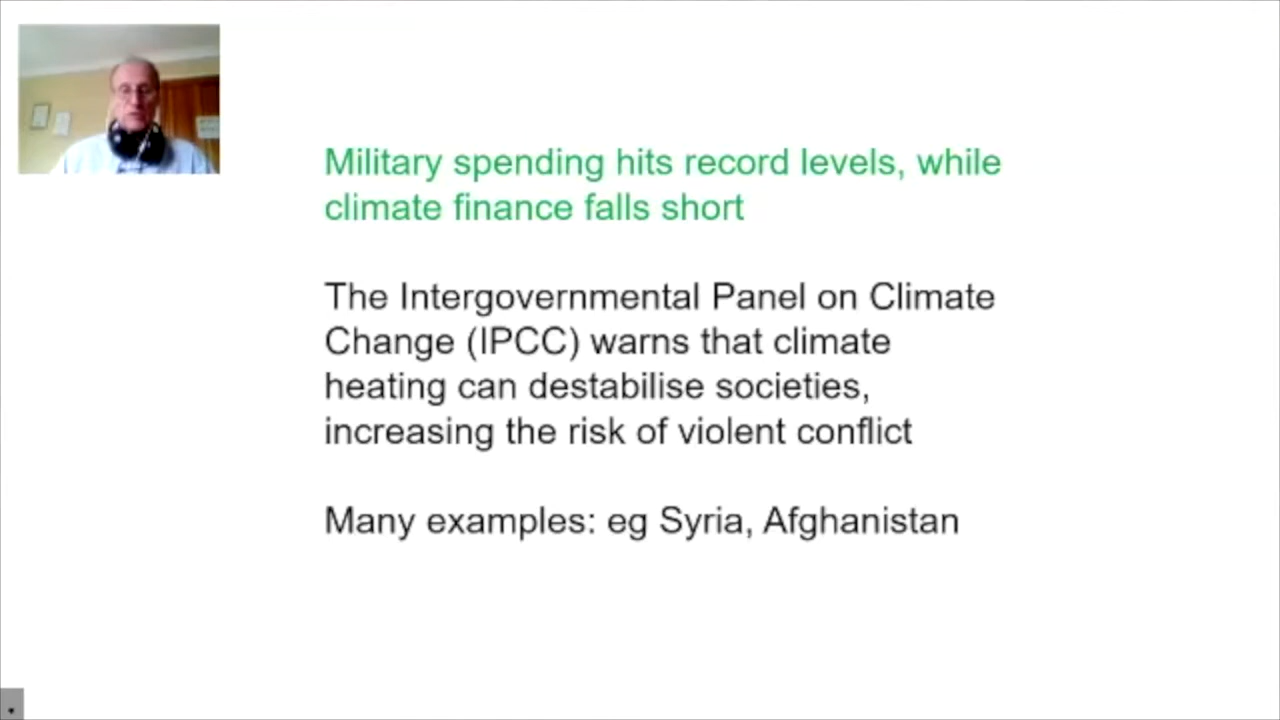 Military spending hits record levels, while
climate finance falls short
The Intergovernmental Panel on Climate
Change (IPCC) warns that climate
heating can destabilise societies,
increasing the risk of violent conflict
Many examples: eg Syria, Afghanistan